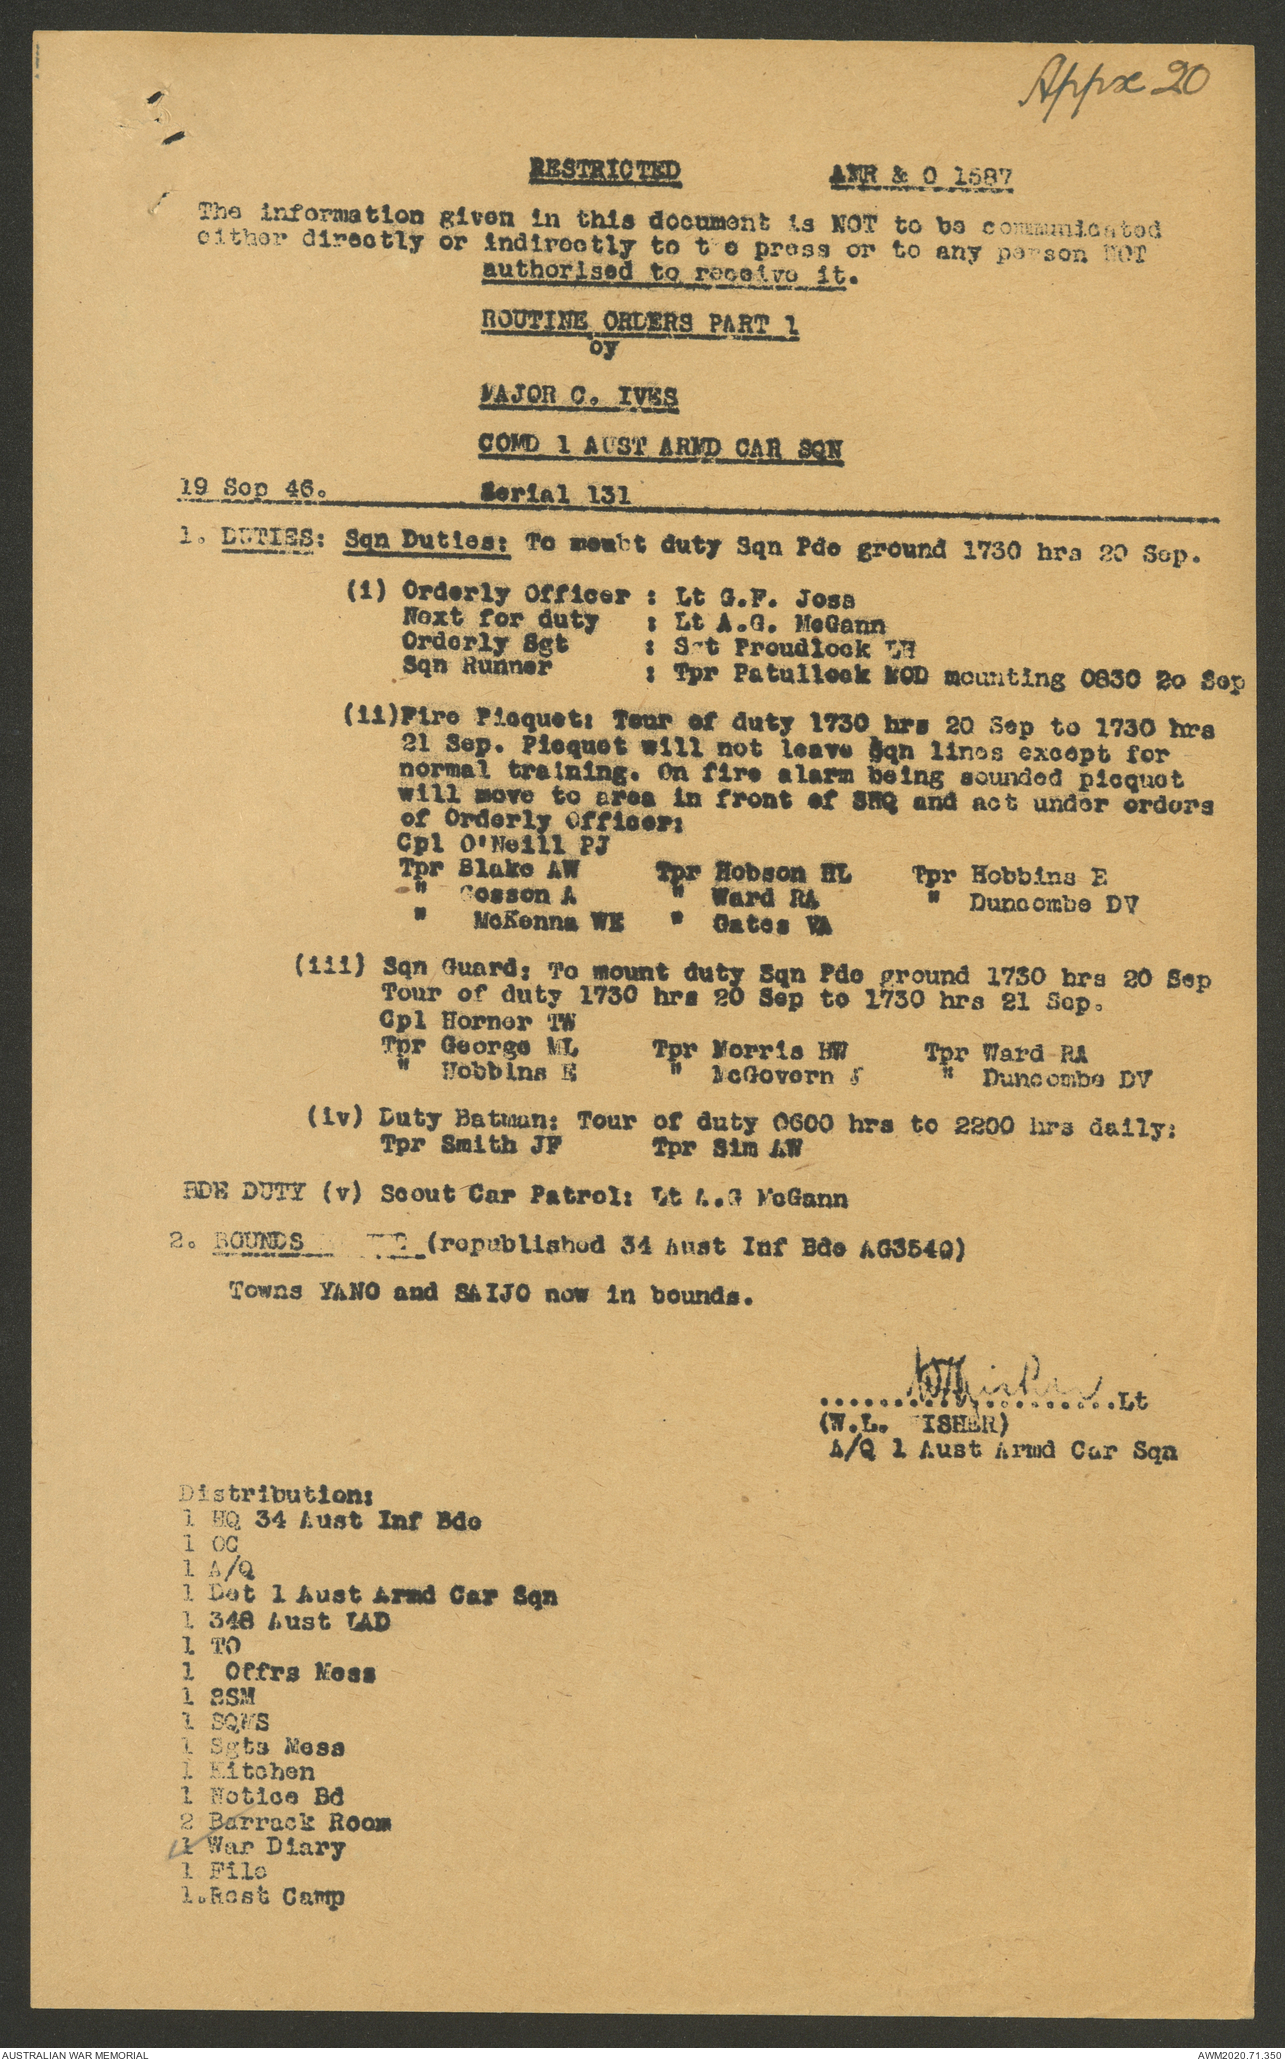 Appx 20
RESTRICTED AMR & O 1587
The information given in this document is NOT to be communicated
either directly or indirectly to the press or to any person NOT
authorised to receive it.
ROUTINE ORDERS PART 1
by
MAJOR C. IVES
COMD 1 AUST ARMD CAR SQN
19 Sep 46. Serial 131
1. DUTIES: Sqn Duties: To mount duty Sqn Pde ground 1730 hrs 20 Sep.
(i) Orderly Officer : Lt G.F. Joss
Next for duty : Lt A.G. McGann
Orderly Sgt : Sgt Proudlock LH
Sqn Runner : Tpr Patullock MOD mounting 0830 20 Sep
(ii)Fire Picquet: Tour of duty 1730 hrs 20 Sep to 1730 hrs
21 Sep. Picquet will not leave Sqn lines except for
normal training. On fire alarm being sounded picquet
will move to area in front of SHQ and act under orders
of Orderly Officer:
Cpl O'Neill PJ
Tpr Blake AW Tpr Hobson HL Tpr Hobbins E
" Cosson A " Ward RA " Duncombe DV
" McKenna WE " Gates VA
(iii) Sqn Guard: To mount duty Sqn Pde ground 1730 hrs 20 Sep
Tour of duty 1730 hrs 20 Sep to 1730 hrs 21 Sep.
Cpl Horner TW
Tpr George ML Tpr Morris HW Tpr Ward RA
" Hobbins E " McGovern " Duncombe DV
(iv) Duty Batman: Tour of duty 0600 hrs to 2200 hrs daily:
Tpr Smith JF Tpr Sim AW
BDE DUTY (v) Scout Car Patrol: Lt A.G McGann
2. BOUNDS (republished 34 Aust Inf Bde AG3540)
Towns YANO and SAIJO now in bounds.
WFisher
....................Lt
(W.L. FISHER)
A/Q 1 Aust Armd Car Sqn
Distribution:
1 HQ 34 Aust Inf Bde
1 OC
1 A/Q
1 Det 1 Aust Armd Car Sqn
1 348 Aust LAD
1 TO
1 Offrs Mess
1 SSM
1 SQMS
1 Sgts Mess
1 Kitchen
1 Notice Bd
2 Barrack Room
1 War Diary
1 File
1.Rest Camp
AUSTRALIAN WAR MEMORIAL AWM2020.71.350